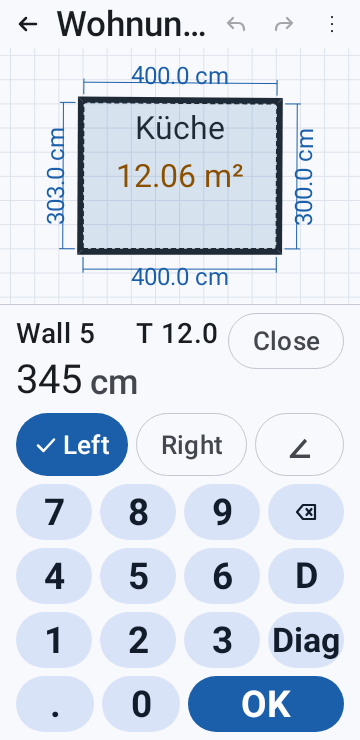 Wohnun...
400.0 cm
Küche
12.06 m²
303.0 cm
300.0 cm
400.0 cm
Wall 5 T 12.0 Close
345 cm
Left Right
7 8 9
4 5 6 D
1 2 3 Diag
. 0 OK